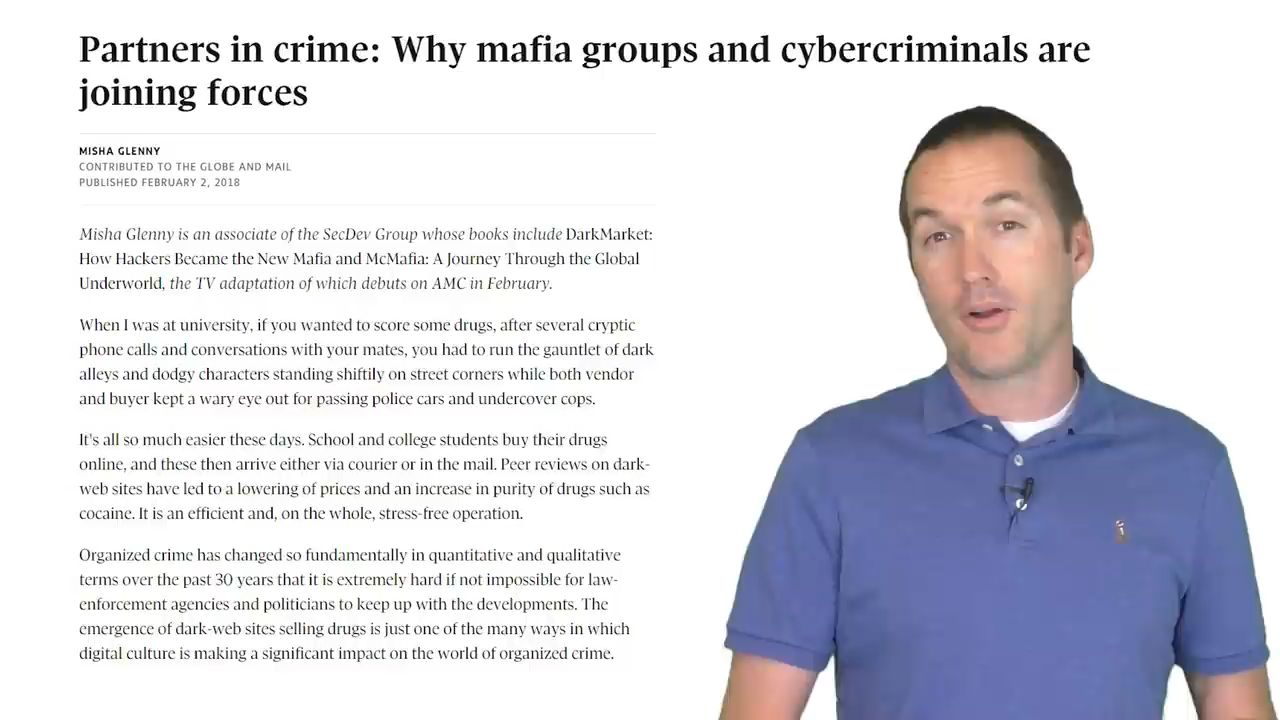 Partners in crime: Why mafia groups and cybercriminals are
joining forces
MISHA GLENNY
CONTRIBUTED TO THE GLOBE AND MAIL
PUBLISHED FEBRUARY 2, 2018
Misha Glenny is an associate of the SecDev Group whose books include DarkMarket:
How Hackers Became the New Mafia and McMafia: A Journey Through the Global
Underworld, the TV adaptation of which debuts on AMC in February.
When I was at university, if you wanted to score some drugs, after several cryptic
phone calls and conversations with your mates, you had to run the gauntlet of dark
alleys and dodgy characters standing shiftily on street corners while both vendor
and buyer kept a wary eye out for passing police cars and undercover cops.
It's all so much easier these days. School and college students buy their drugs
online, and these then arrive either via courier or in the mail. Peer reviews on dark-
web sites have led to a lowering of prices and an increase in purity of drugs such as
cocaine. It is an efficient and, on the whole, stress-free operation.
Organized crime has changed so fundamentally in quantitative and qualitative
terms over the past 30 years that it is extremely hard if not impossible for law-
enforcement agencies and politicians to keep up with the developments. The
emergence of dark-web sites selling drugs is just one of the many ways in which
digital culture is making a significant impact on the world of organized crime.